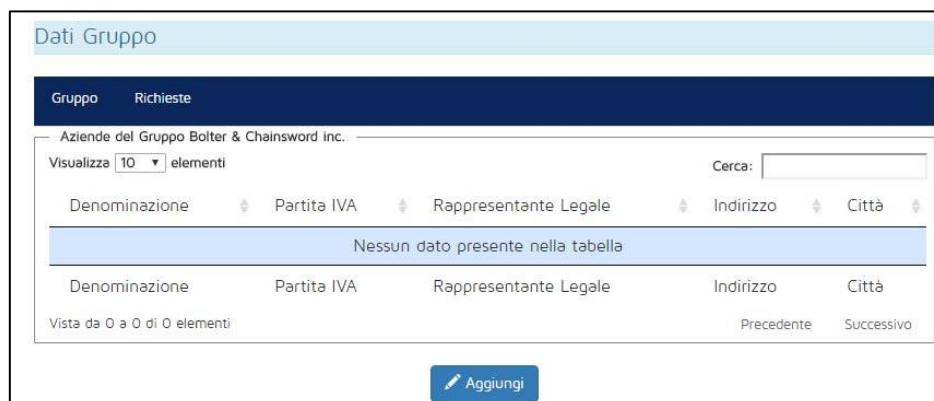 Dati Gruppo
Gruppo Richieste
Aziende del Gruppo Bolter & Chainsword inc.
Visualizza 10 elementi Cerca:
Denominazione Partita IVA Rappresentante Legale Indirizzo Città
Nessun dato presente nella tabella
Denominazione Partita IVA Rappresentante Legale Indirizzo Città
Vista da 0 a 0 di 0 elementi Precedente Successivo
Aggiungi